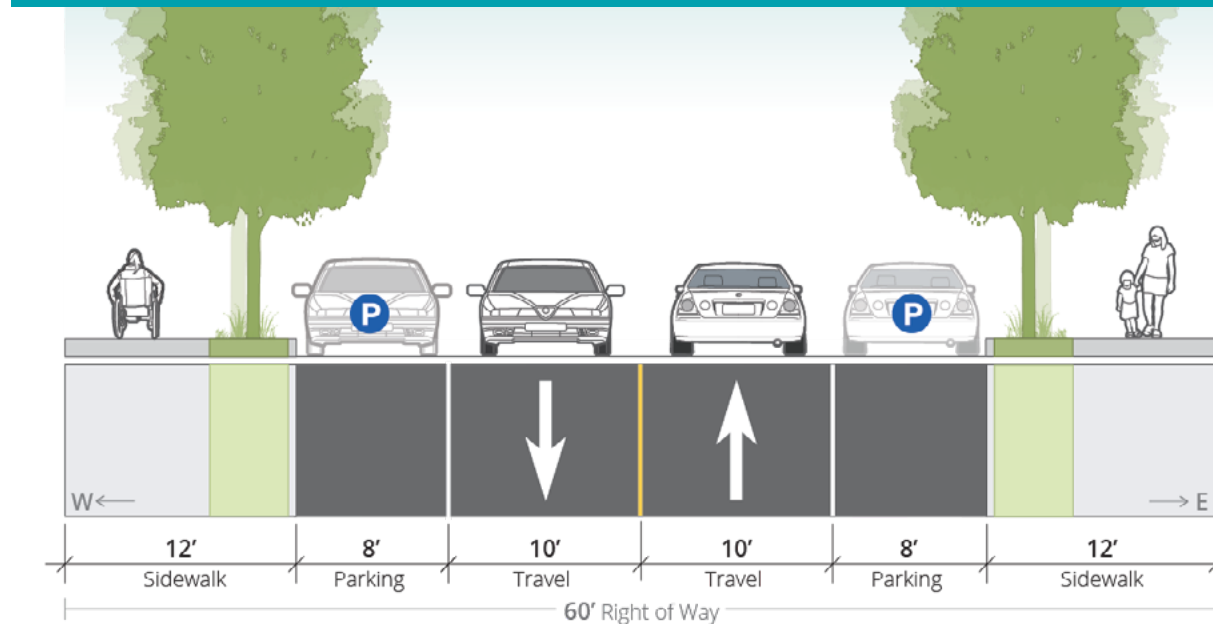 P
P
W
E
12’ 8’ 10’ 10’ 8’ 12’
Sidewalk Parking Travel Travel Parking Sidewalk
60’ Right of Way